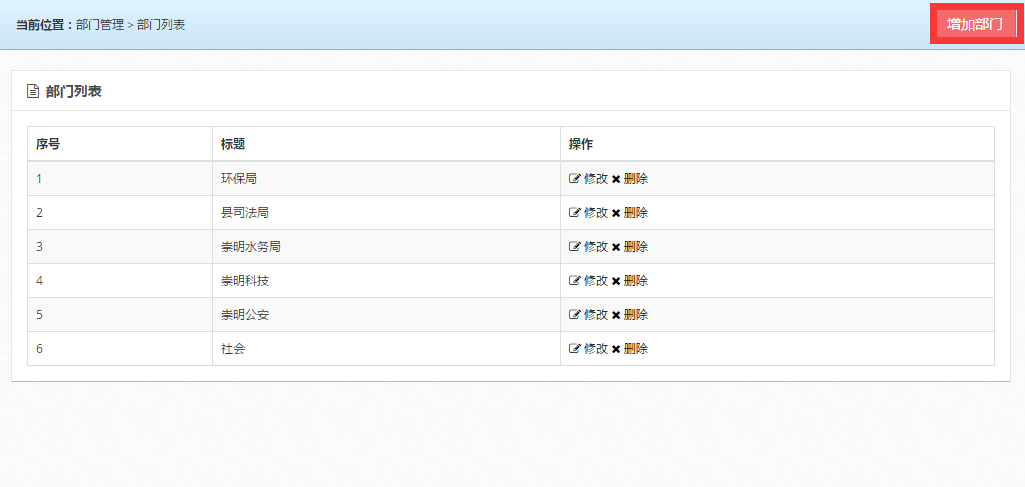 当前位置：部门管理 > 部门列表
增加部门
部门列表
序号 标题 操作
1 环保局 修改 删除
2 县司法局 修改 删除
3 崇明水务局 修改 删除
4 崇明科技 修改 删除
5 崇明公安 修改 删除
6 社会 修改 删除